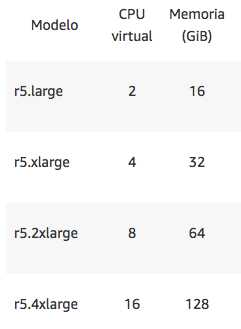 Modelo CPU virtual Memoria (GiB)
r5.large 2 16
r5.xlarge 4 32
r5.2xlarge 8 64
r5.4xlarge 16 128